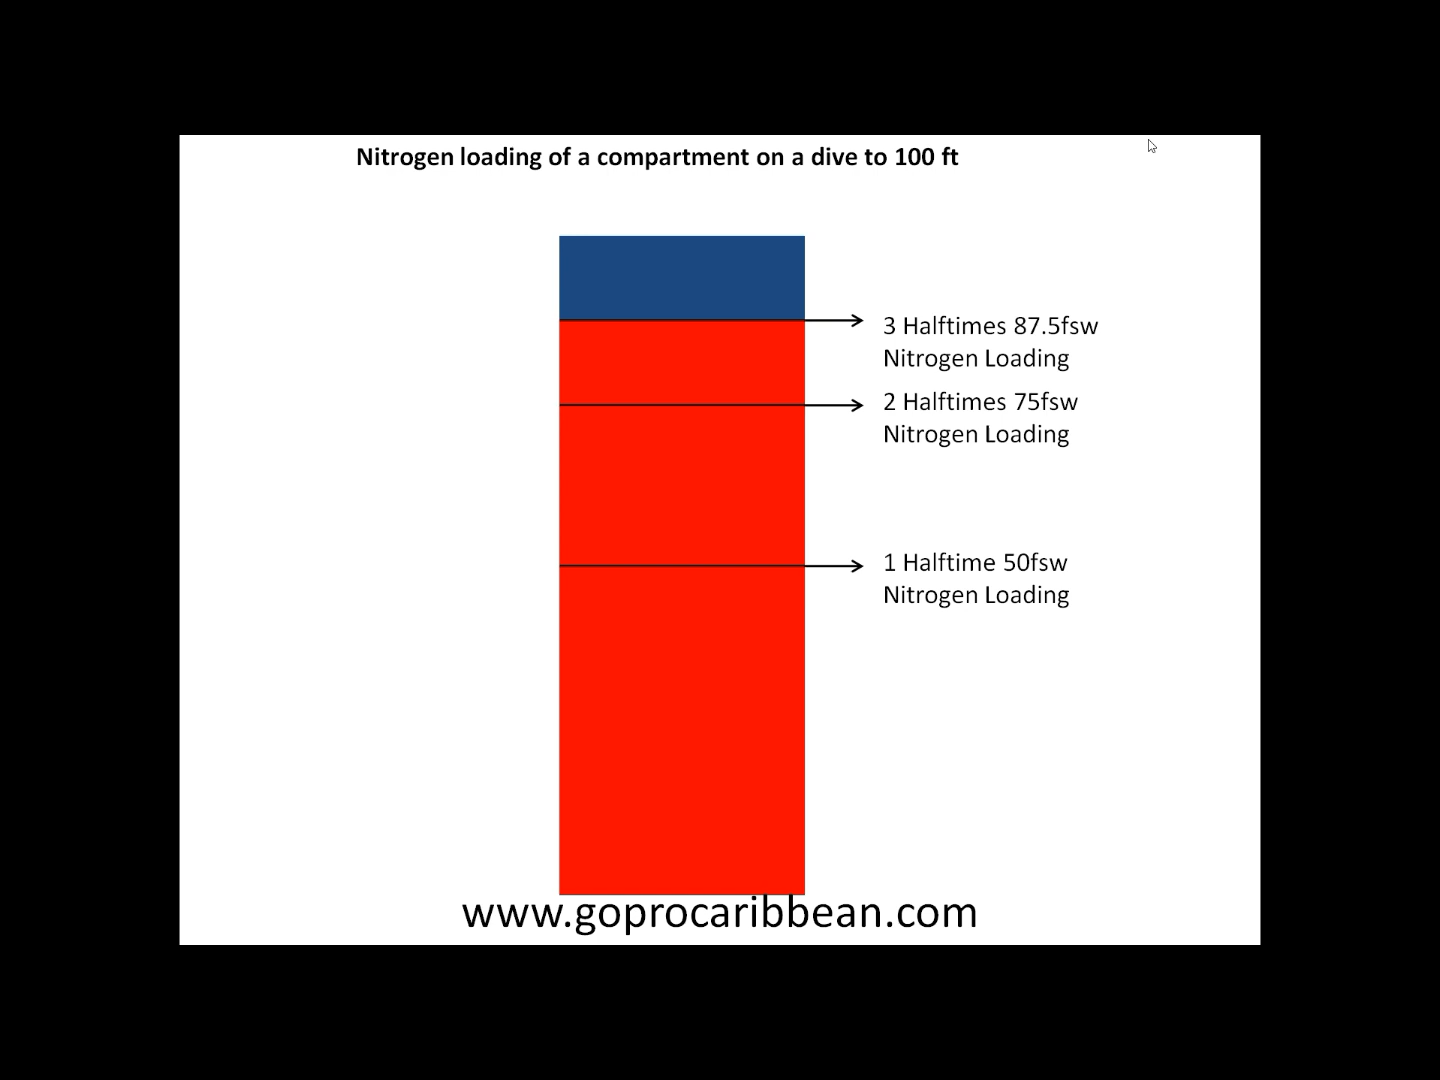 Nitrogen loading of a compartment on a dive to 100 ft
3 Halftimes 87.5fsw
Nitrogen Loading
2 Halftimes 75fsw
Nitrogen Loading
1 Halftime 50fsw
Nitrogen Loading
www.goprocaribbean.com